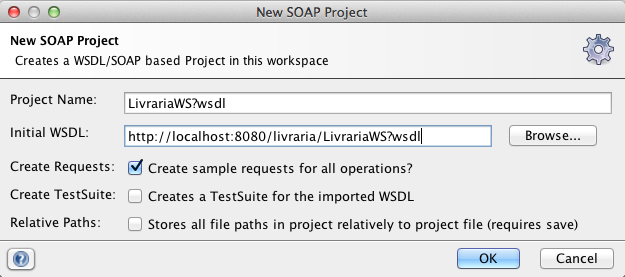 New SOAP Project
New SOAP Project
Creates a WSDL/SOAP based Project in this workspace
Project Name: LivrariaWS?wsdl
Initial WSDL: http://localhost:8080/livraria/LivrariaWS?wsdl Browse...
Create Requests: Create sample requests for all operations?
Create TestSuite: Creates a TestSuite for the imported WSDL
Relative Paths: Stores all file paths in project relatively to project file (requires save)
? OK Cancel